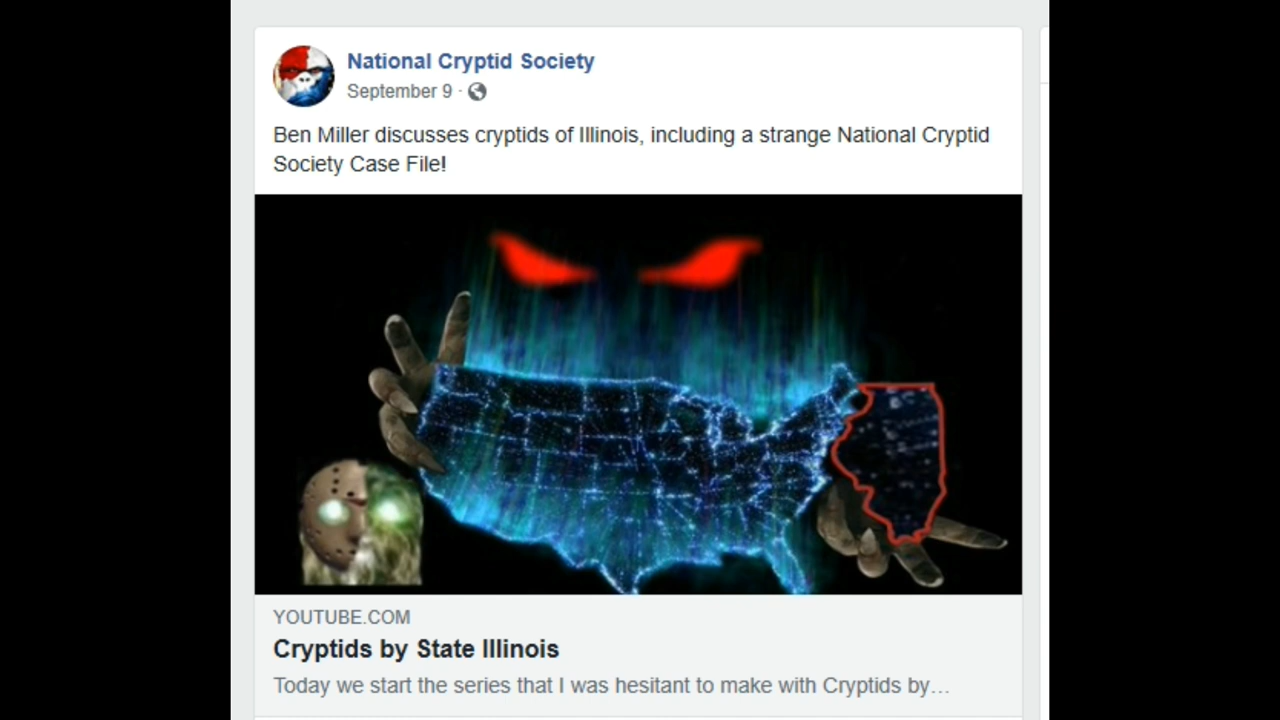 National Cryptid Society
September 9 ·
Ben Miller discusses cryptids of Illinois, including a strange National Cryptid
Society Case File!
YOUTUBE.COM
Cryptids by State Illinois
Today we start the series that I was hesitant to make with Cryptids by...